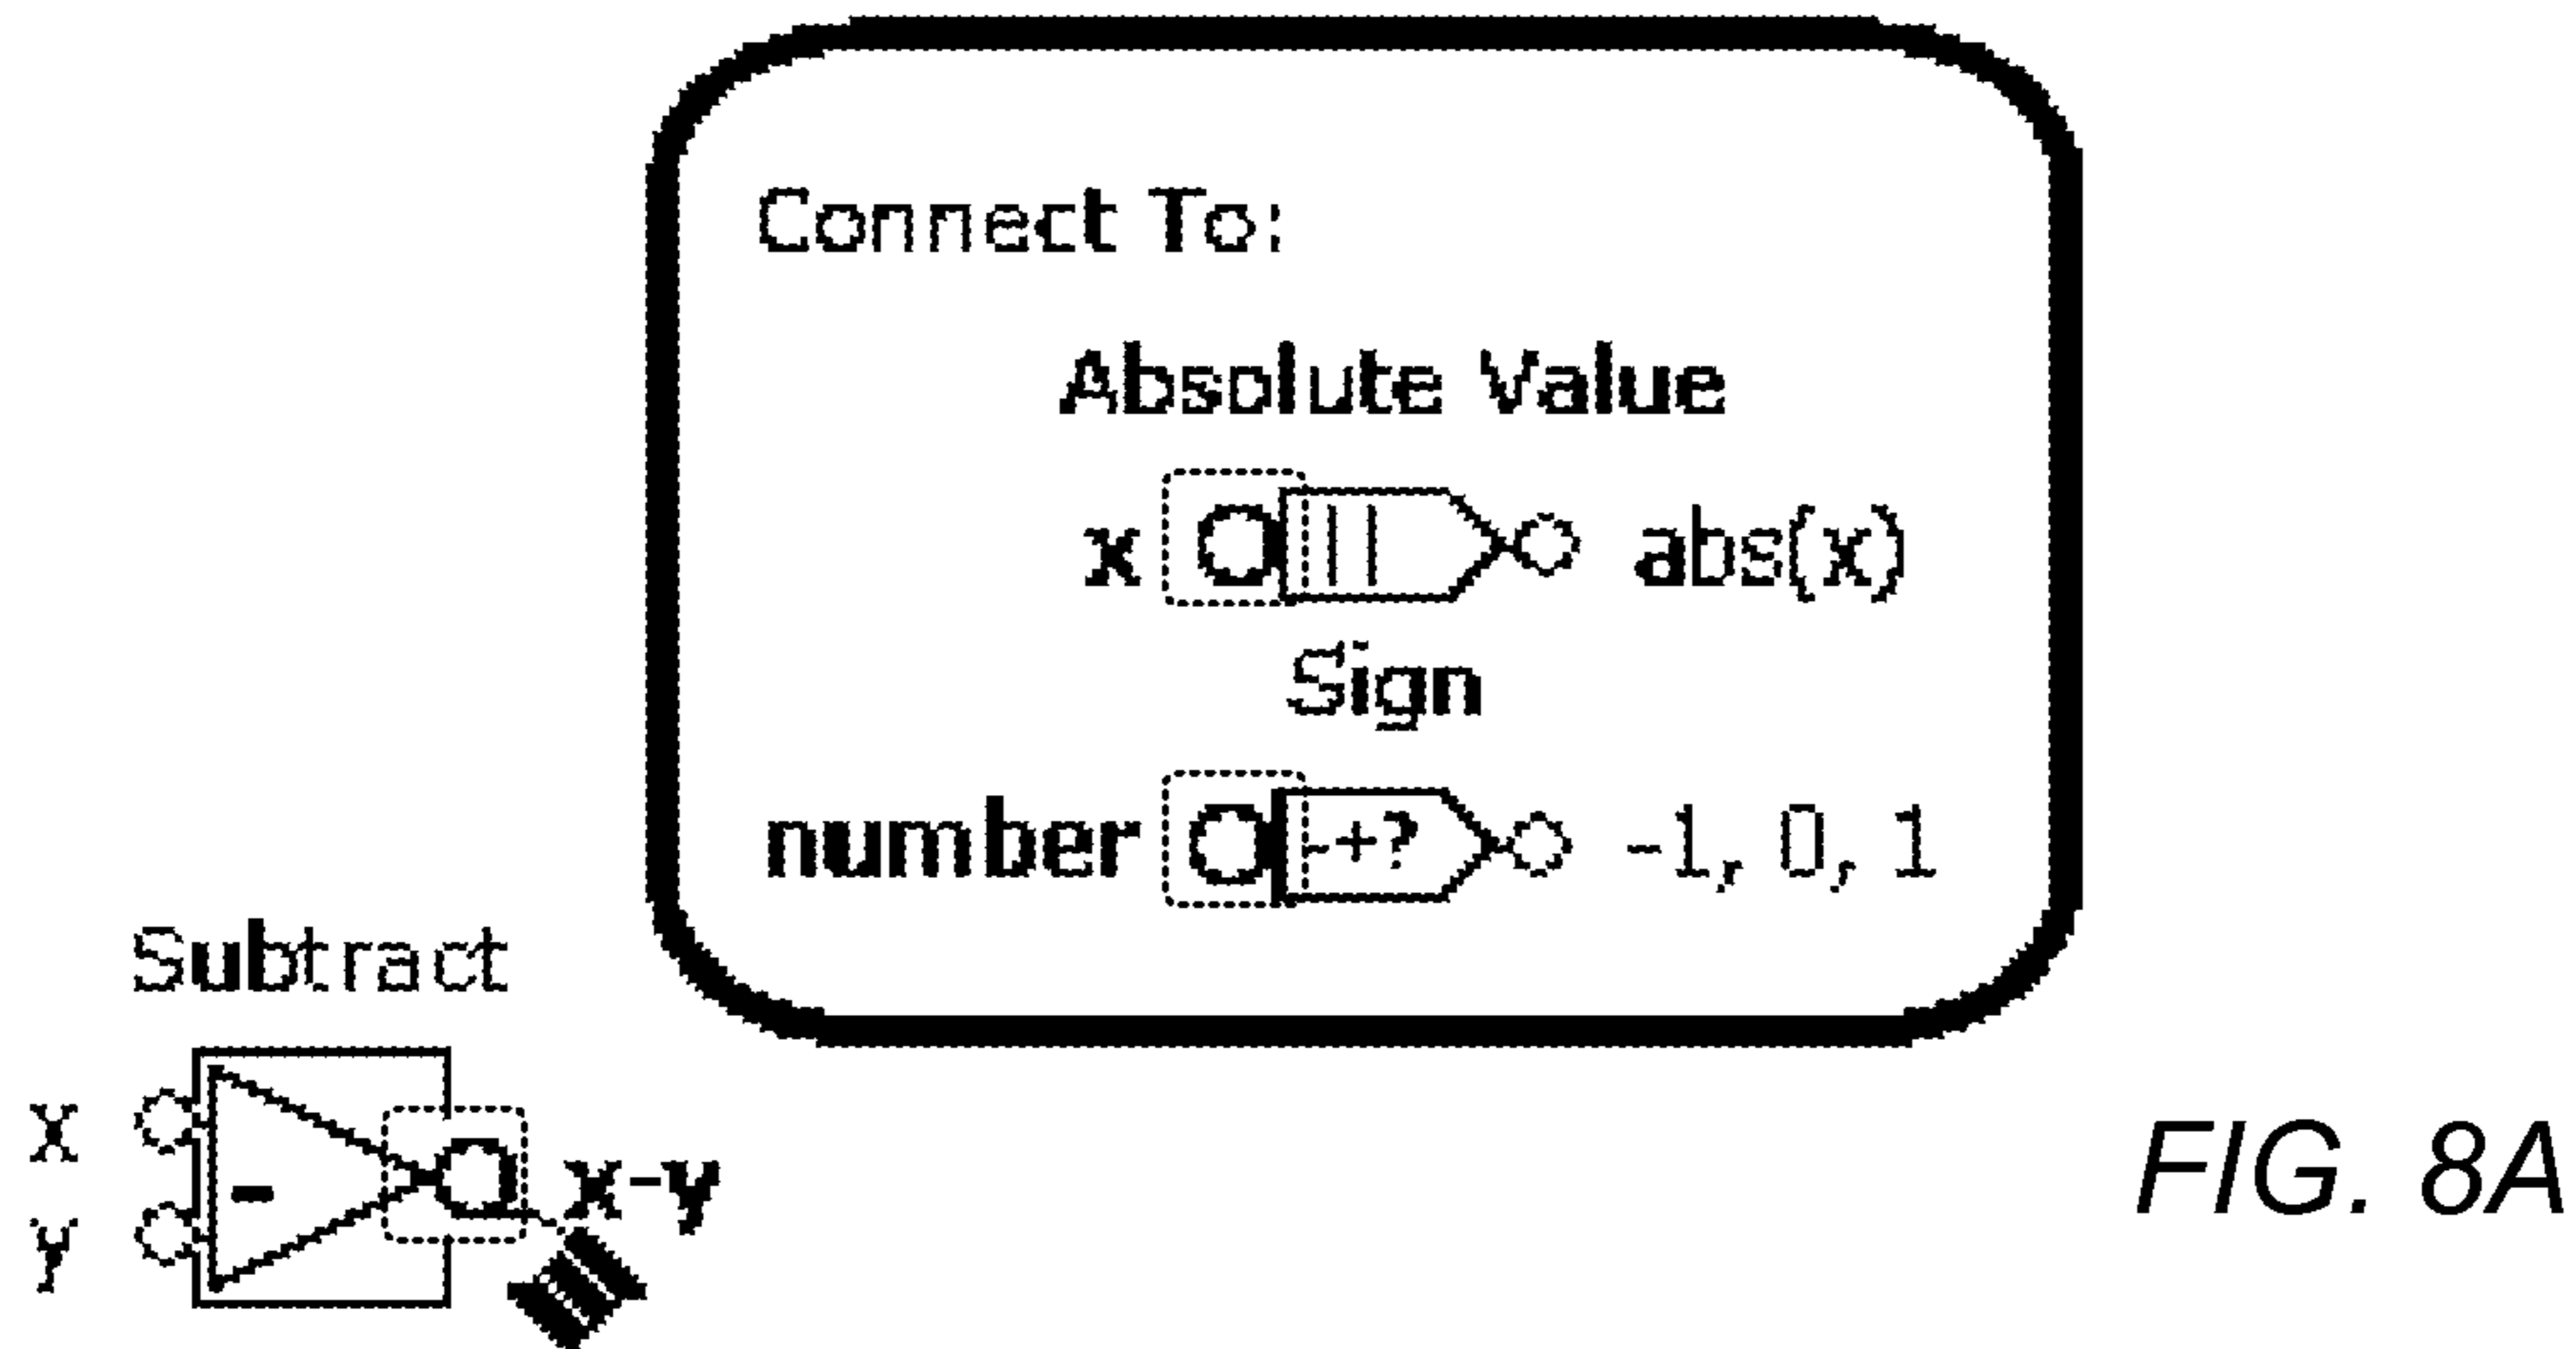 Connect To:
Absolute Value
x || abs(x)
Sign
number -+? -1, 0, 1
Subtract
x
y
- x-y
FIG. 8A